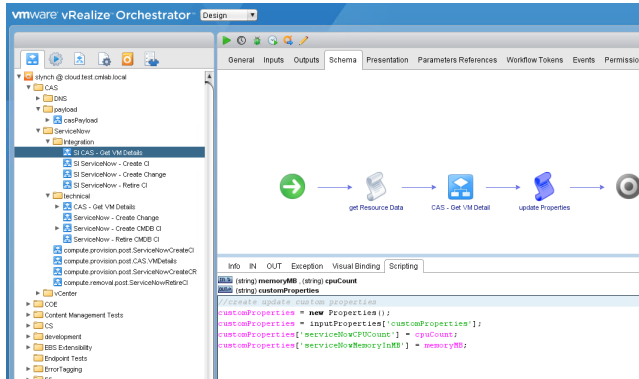 vmware vRealize Orchestrator Design
General Inputs Outputs Schema Presentation Parameters References Workflow Tokens Events Permissio
slynch @ cloud.test.cmlab.local
CAS
DNS
payload
casPayload
ServiceNow
Integration
SI CAS - Get VM Details
SI ServiceNow - Create CI
SI ServiceNow - Create Change
SI ServiceNow - Retire CI
technical
CAS - Get VM Details
ServiceNow - Create Change
ServiceNow - Create CMDB CI
ServiceNow - Retire CMDB CI
compute.provision.post.ServiceNowCreateCI
compute.provision.post.CAS.VMDetails
compute.provision.post.ServiceNowCreateCR
compute.removal.post.ServiceNowRetireCI
vCenter
COE
Content Management Tests
CS
development
EBS Extensibility
Endpoint Tests
ErrorTagging
get Resource Data CAS - Get VM Detail update Properties
Info IN OUT Exception Visual Binding Scripting
(string) memoryMB , (string) cpuCount
(string) customProperties
//create update custom properties
customProperties = new Properties();
customProperties = inputProperties['customProperties'];
customProperties['serviceNowCPUCount'] = cpuCount;
customProperties['serviceNowMemoryInMB'] = memoryMB;